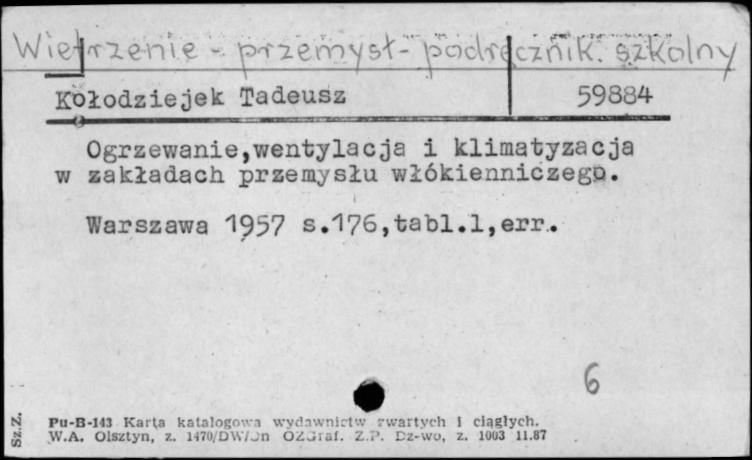 Wietrzenie - przemysł - podręcznik szkolny
Kołodziejek Tadeusz 59884
Ogrzewanie,wentylacja i klimatyzacja
w zakładach przemysłu włókienniczego.
Warszawa 1957 s.176,tabl.1,err.
6
Sz.Z.
Pu-B-143 Karta katalogowa wydawnictw zwartych i ciągłych.
W.A. Olsztyn, z. 1470/DW/Jn OZGraf. Z.P. Dz-wo, z. 1003 11.87